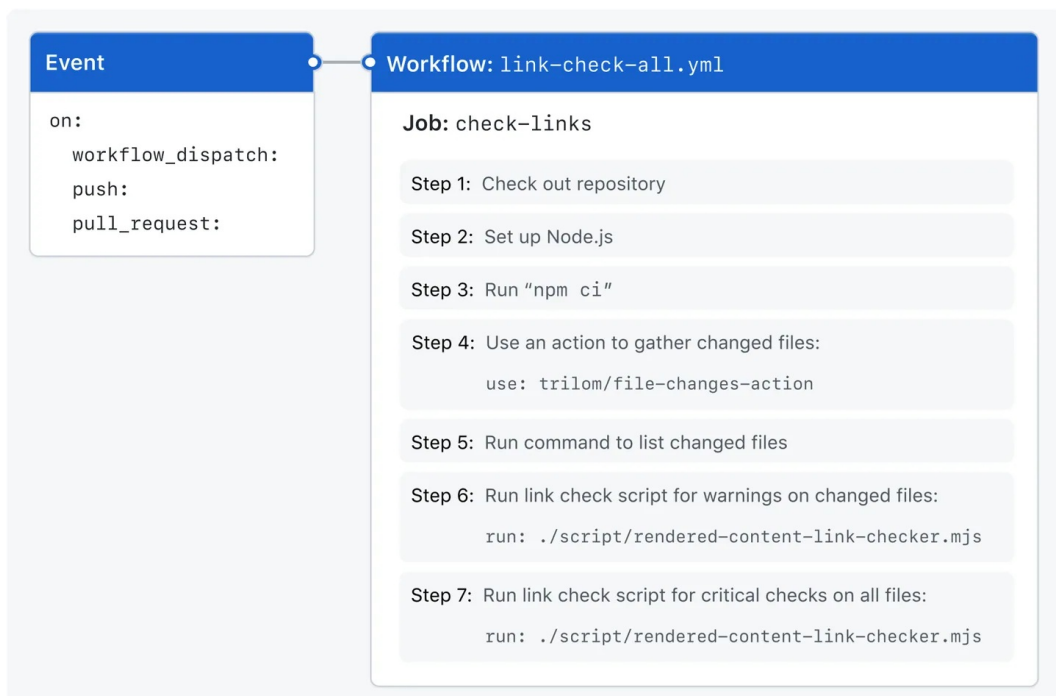 Event
on:
workflow_dispatch:
push:
pull_request:
Workflow: link-check-all.yml
Job: check-links
Step 1: Check out repository
Step 2: Set up Node.js
Step 3: Run “npm ci”
Step 4: Use an action to gather changed files:
use: trilom/file-changes-action
Step 5: Run command to list changed files
Step 6: Run link check script for warnings on changed files:
run: ./script/rendered-content-link-checker.mjs
Step 7: Run link check script for critical checks on all files:
run: ./script/rendered-content-link-checker.mjs